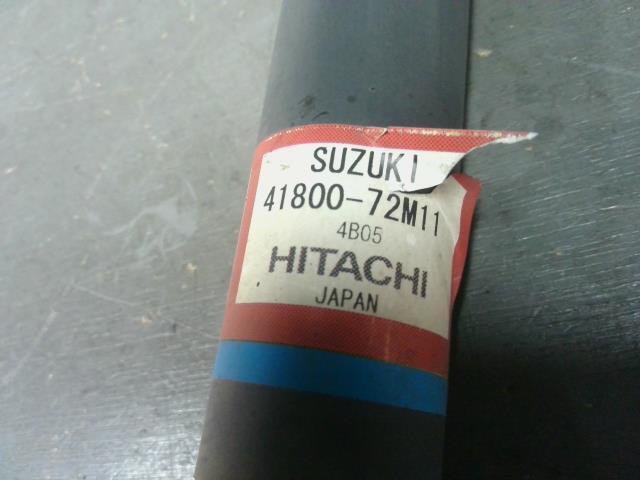 SUZUKI
41800-72M11
4B05
HITACHI
JAPAN